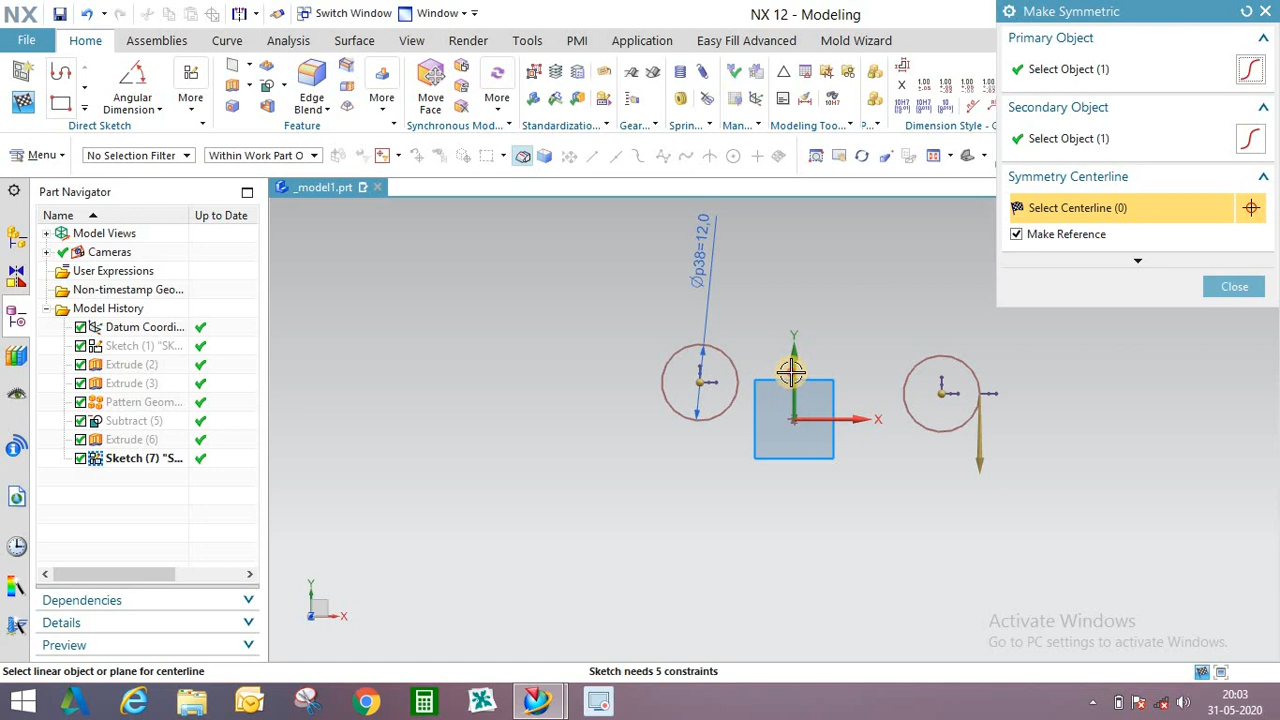 NX
Switch Window
Window
NX 12 - Modeling
Make Symmetric
File
Home
Assemblies
Curve
Analysis
Surface
View
Render
Tools
PMI
Application
Easy Fill Advanced
Mold Wizard
Primary Object
Select Object (1)
Angular
Dimension
More
Edge
Blend
More
Move
Face
More
Direct Sketch
Feature
Synchronous Mod...
Standardization...
Gear...
Sprin...
Man...
Modeling Too...
P...
Dimension Style - G
Secondary Object
Select Object (1)
Menu
No Selection Filter
Within Work Part O
Symmetry Centerline
Select Centerline (0)
Make Reference
Close
Part Navigator
_model1.prt
Name
Up to Date
Model Views
Cameras
User Expressions
Non-timestamp Geo...
Model History
Datum Coordi...
Sketch (1) "SK...
Extrude (2)
Extrude (3)
Pattern Geom...
Subtract (5)
Extrude (6)
Sketch (7) "S...
Øp38=12,0
Y
X
Y
X
Z
Dependencies
Details
Preview
Activate Windows
Go to PC settings to activate Windows.
Select linear object or plane for centerline
Sketch needs 5 constraints
20:03
31-05-2020